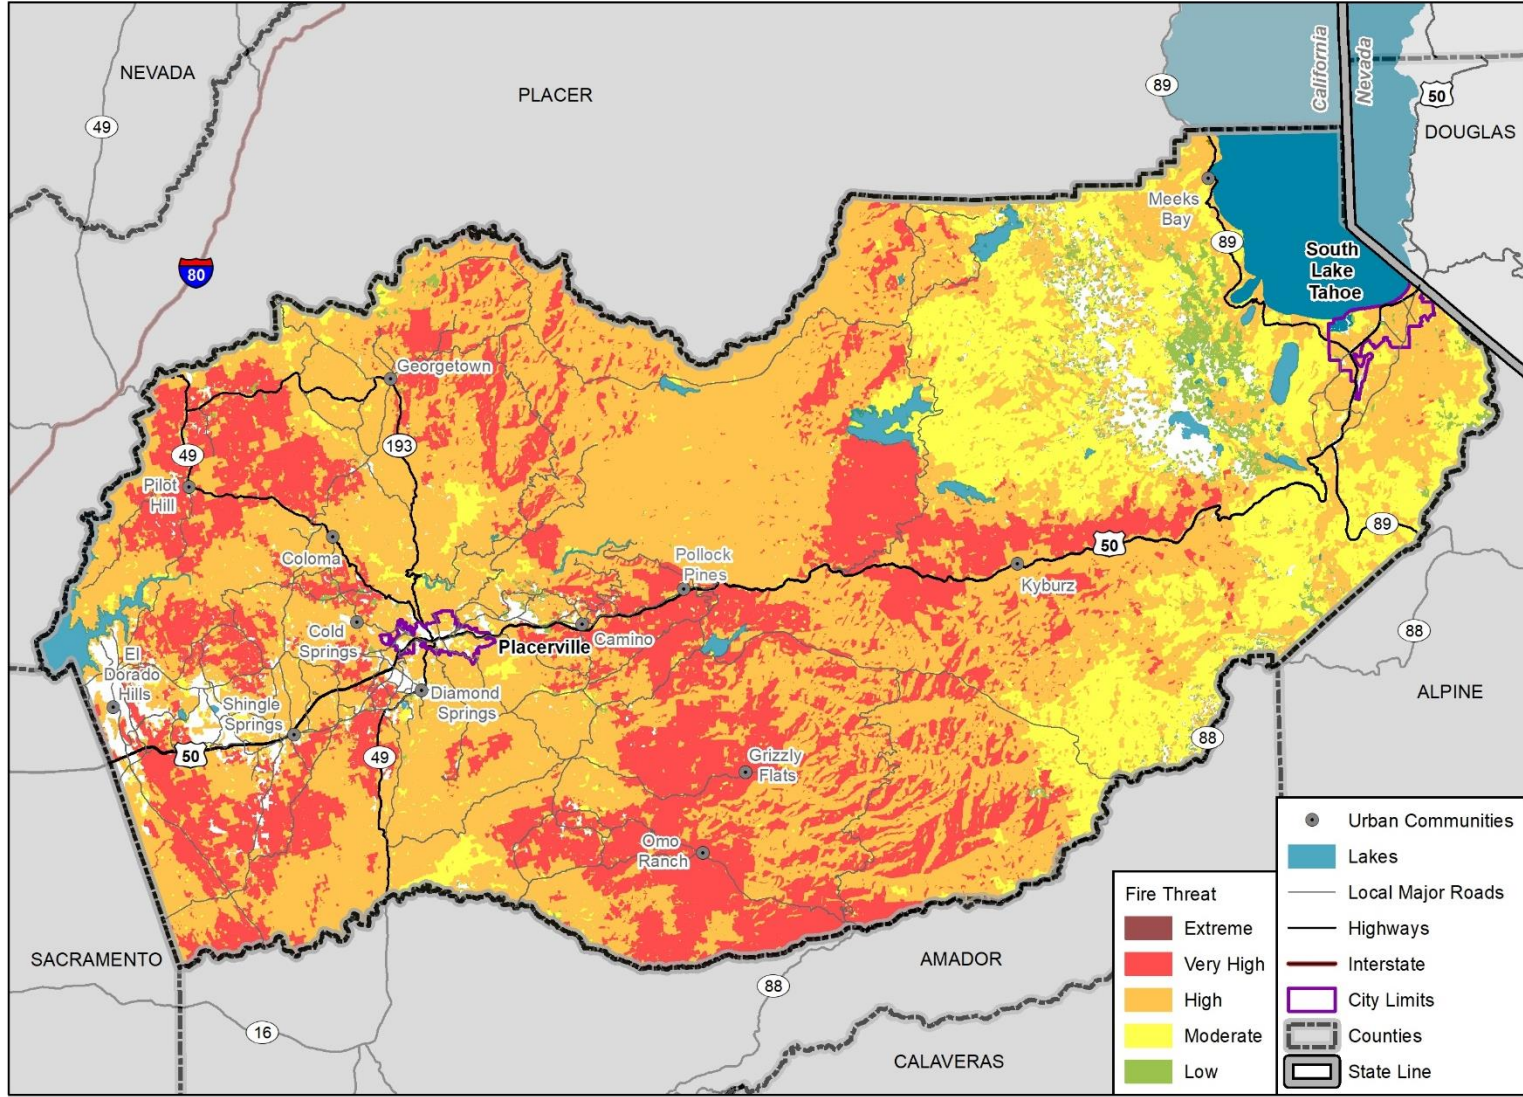 NEVADA
PLACER
49
80
89
California
Nevada
50
DOUGLAS
Meeks
Bay
89
South
Lake
Tahoe
Georgetown
193
49
Pilot
Hill
Coloma
Pollock
Pines
50
Kyburz
89
88
Cold
Springs
Placerville
Camino
El
Dorado
Hills
Shingle
Springs
Diamond
Springs
50
49
Grizzly
Flats
88
ALPINE
Omo
Ranch
SACRAMENTO
16
88
AMADOR
CALAVERAS
Fire Threat
Extreme
Very High
High
Moderate
Low
Urban Communities
Lakes
Local Major Roads
Highways
Interstate
City Limits
Counties
State Line